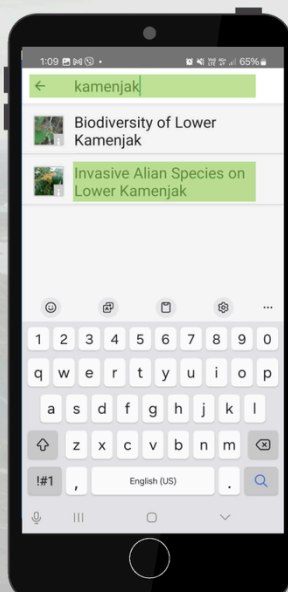 1:09 65%
kamenjak
Biodiversity of Lower
Kamenjak
Invasive Alian Species on
Lower Kamenjak
1 2 3 4 5 6 7 8 9 0
q w e r t y u i o p
a s d f g h j k l
z x c v b n m
!#1 , English (US) .